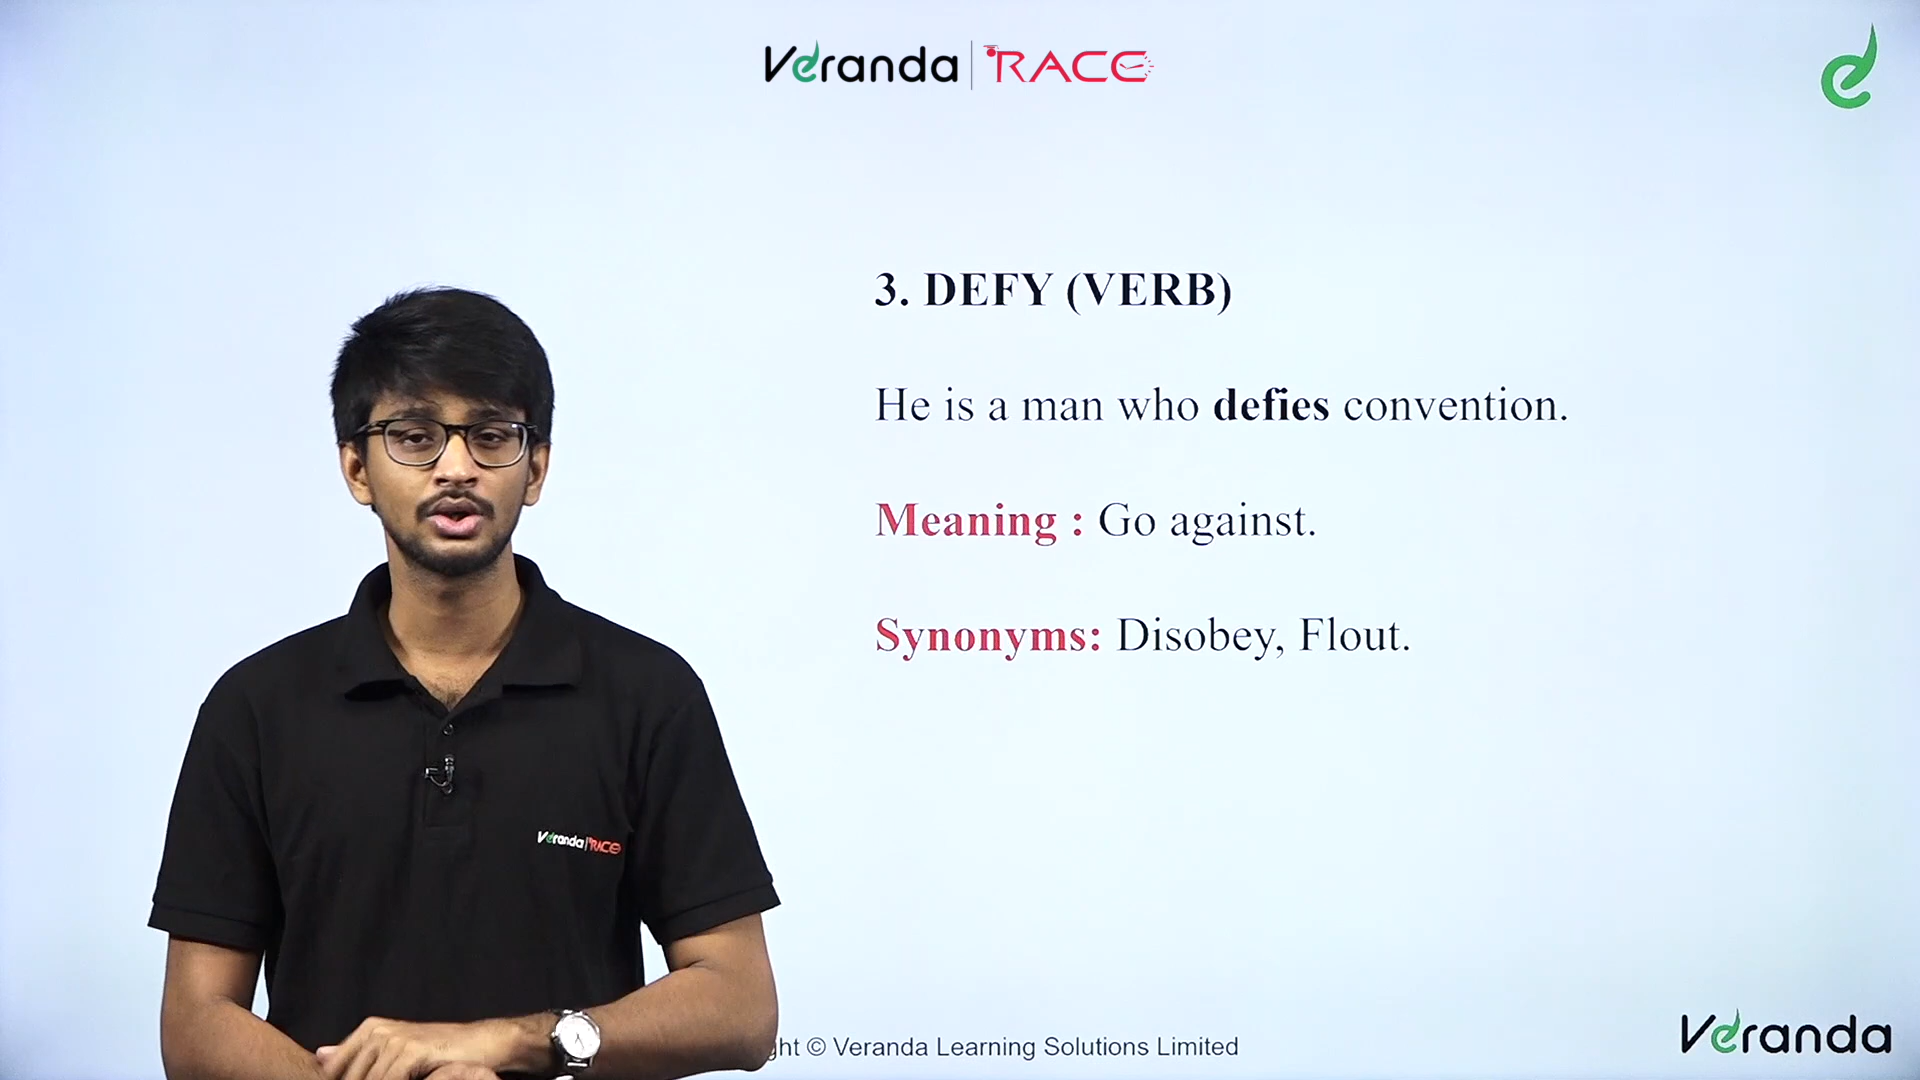 Veranda RACE
3. DEFY (VERB)
He is a man who defies convention.
Meaning : Go against.
Synonyms: Disobey, Flout.
Veranda RACE
© Veranda Learning Solutions Limited
Veranda